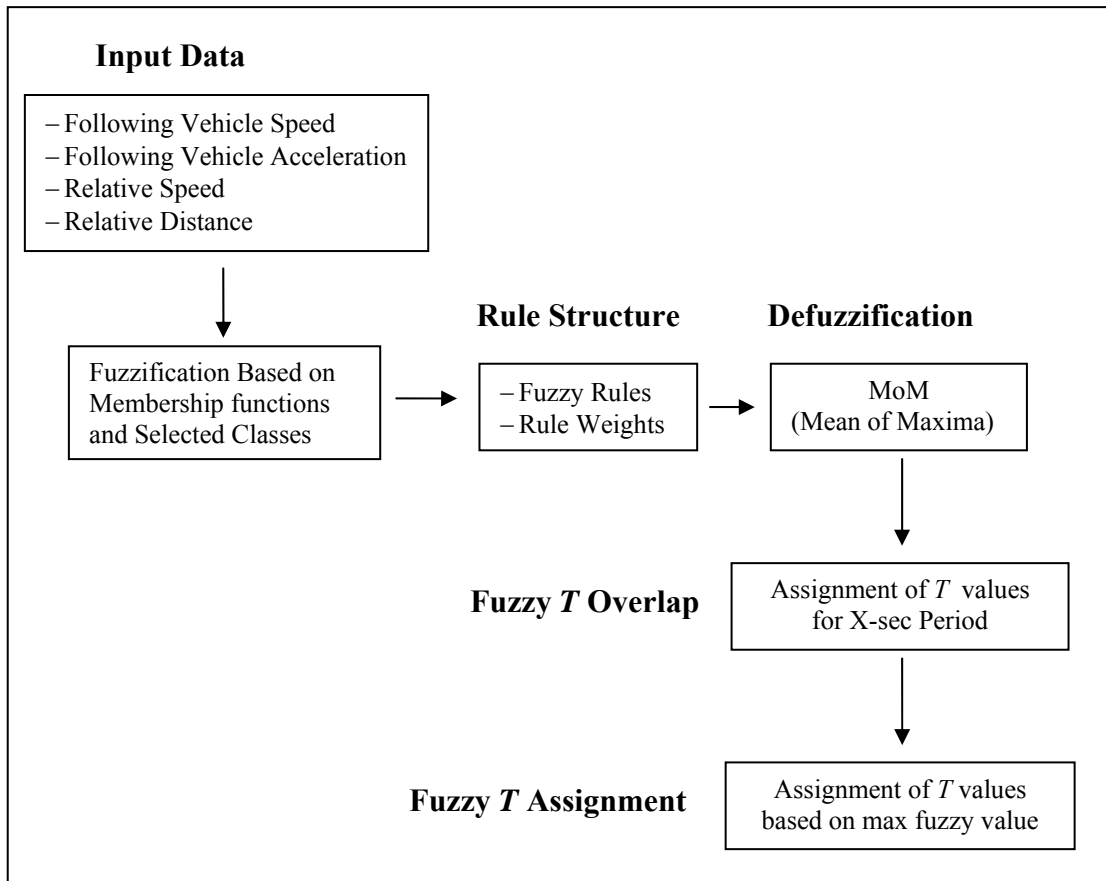 Input Data
– Following Vehicle Speed
– Following Vehicle Acceleration
– Relative Speed
– Relative Distance
Fuzzification Based on
Membership functions
and Selected Classes
Rule Structure
– Fuzzy Rules
– Rule Weights
Defuzzification
MoM
(Mean of Maxima)
Fuzzy T Overlap
Assignment of T values
for X-sec Period
Fuzzy T Assignment
Assignment of T values
based on max fuzzy value